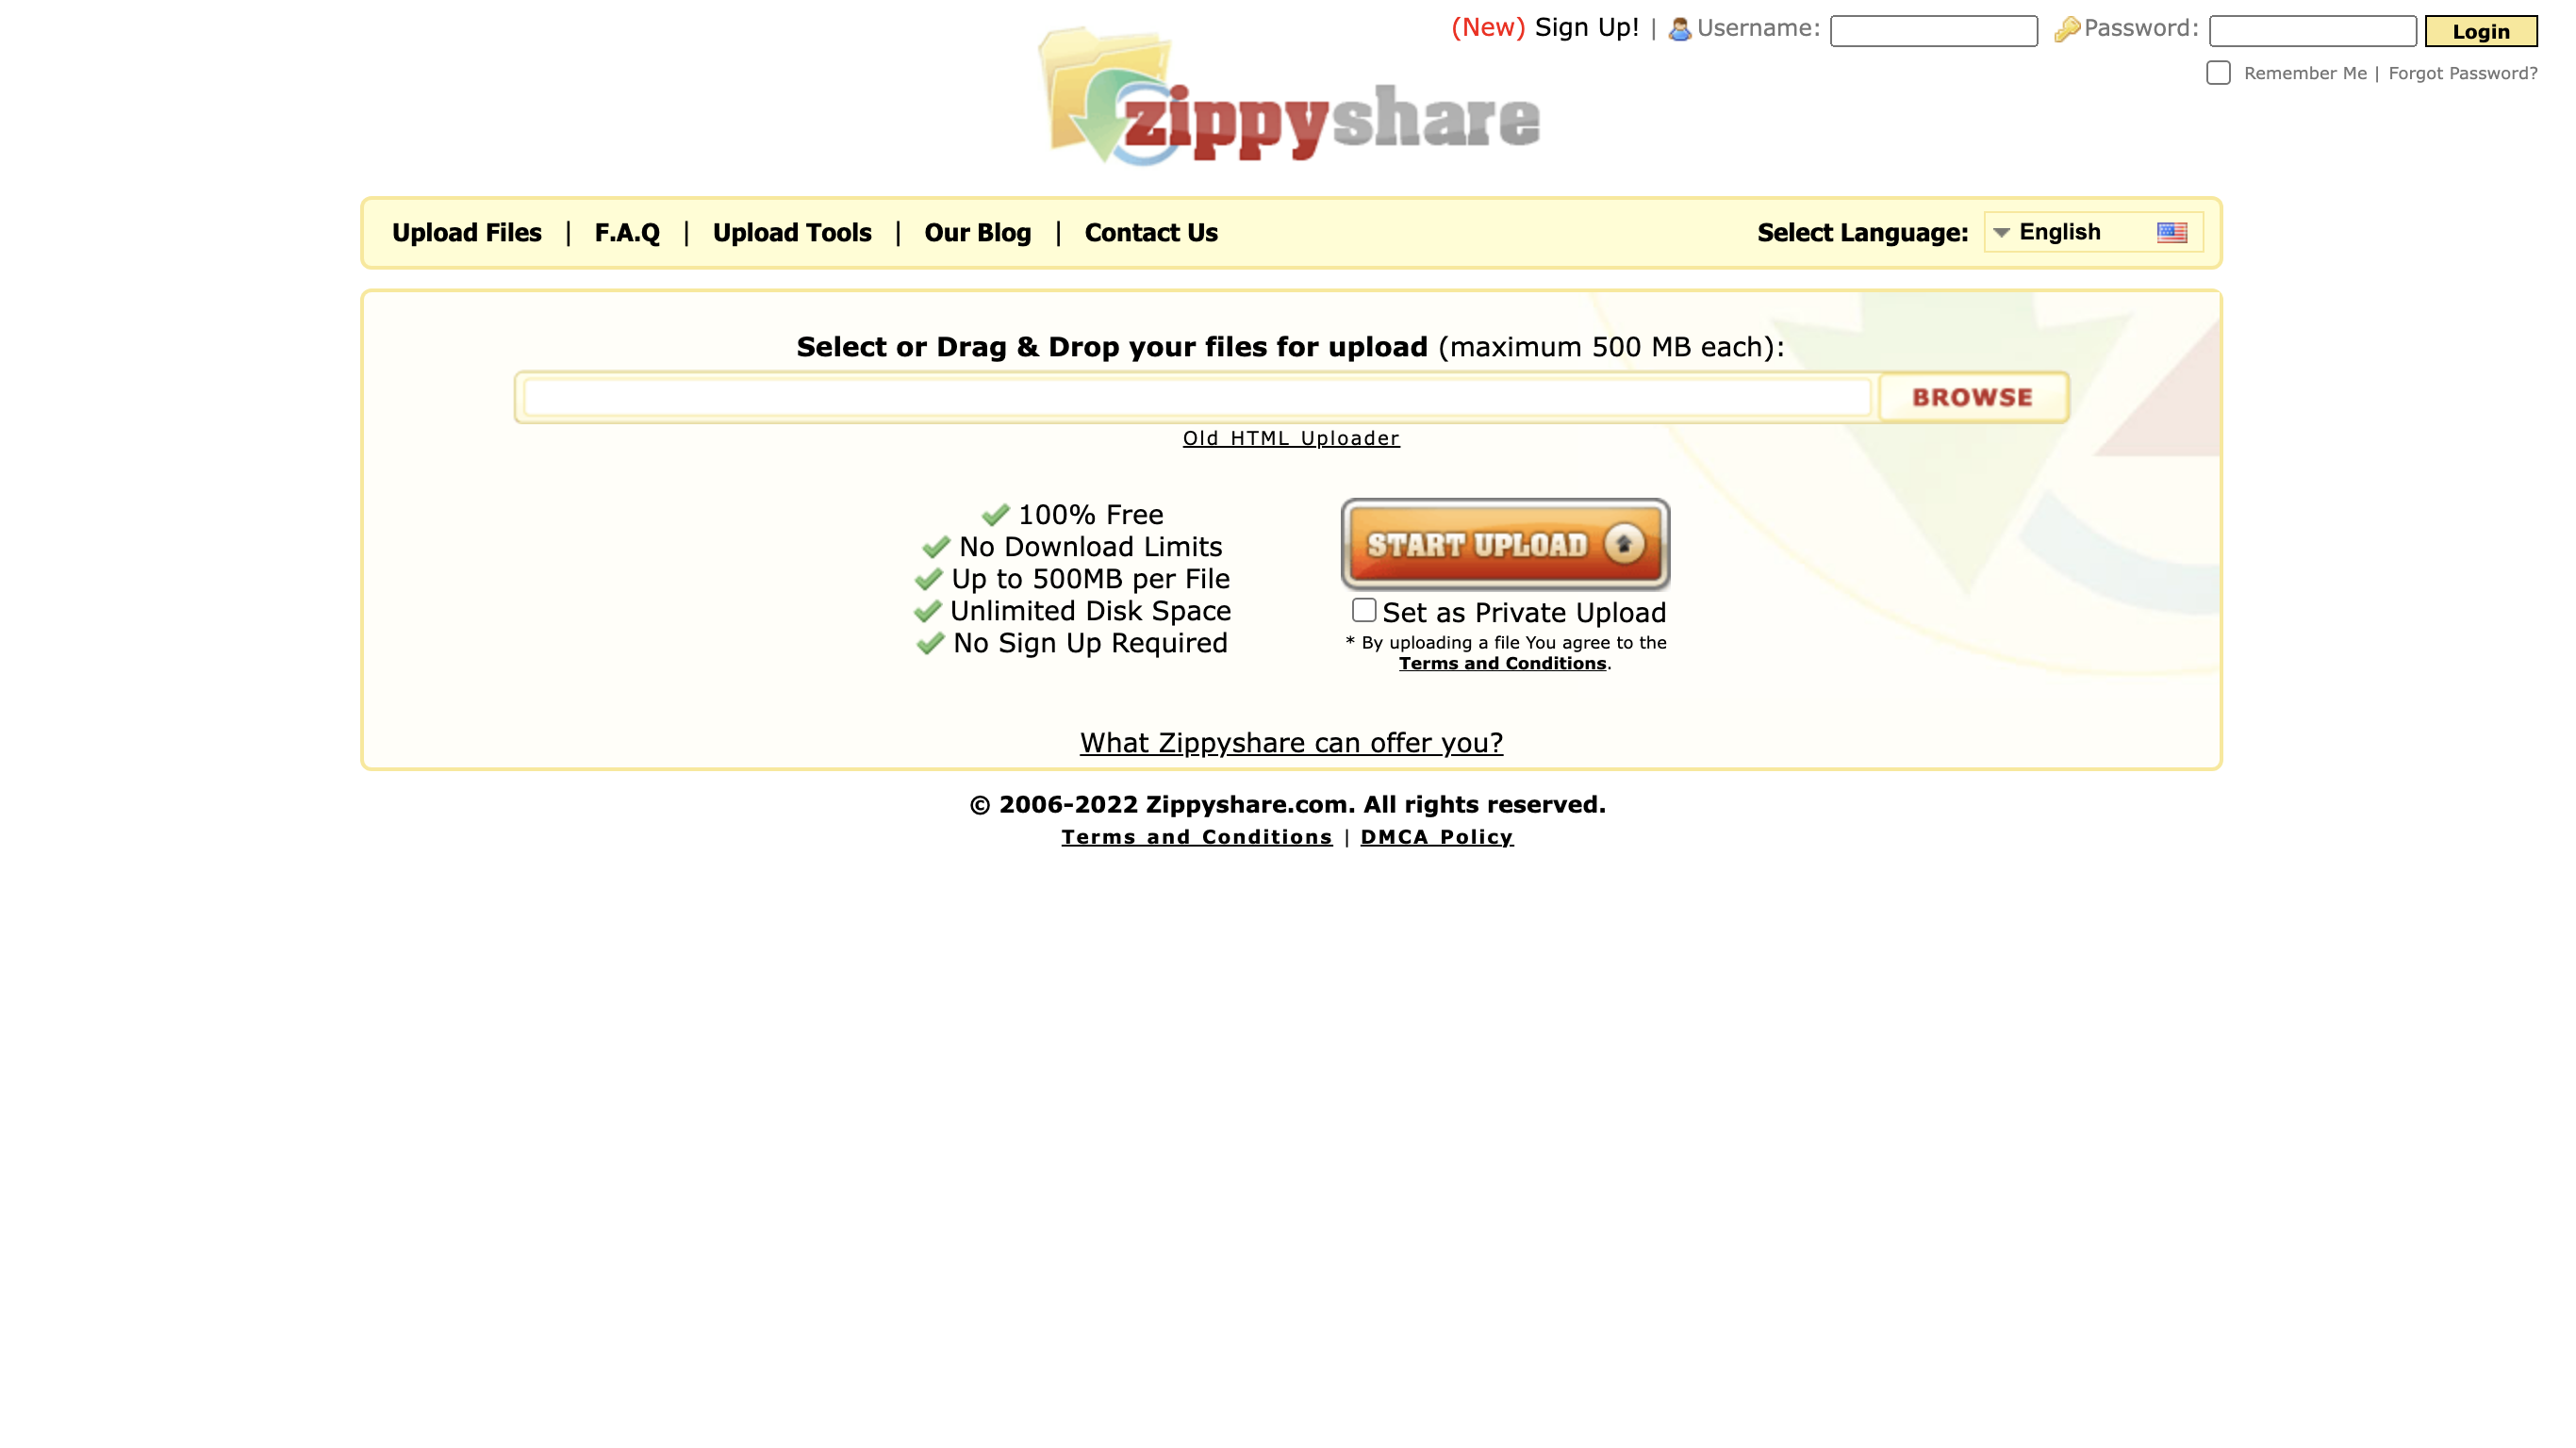 (New) Sign Up! | Username: Password: Login
Remember Me | Forgot Password?
zippyshare
Upload Files | F.A.Q | Upload Tools | Our Blog | Contact Us Select Language: English
Select or Drag & Drop your files for upload (maximum 500 MB each):
BROWSE
Old HTML Uploader
100% Free
No Download Limits
Up to 500MB per File
Unlimited Disk Space
No Sign Up Required
START UPLOAD
Set as Private Upload
* By uploading a file You agree to the
Terms and Conditions.
What Zippyshare can offer you?
© 2006-2022 Zippyshare.com. All rights reserved.
Terms and Conditions | DMCA Policy